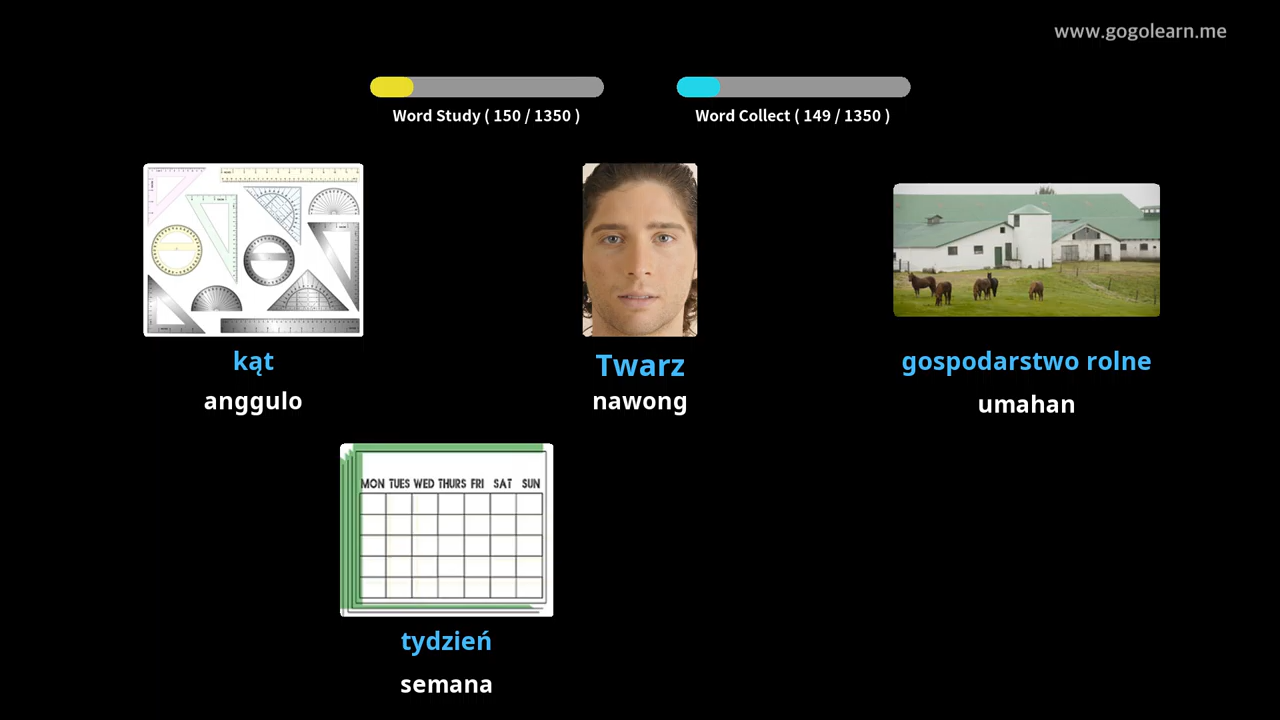 www.gogolearn.me
Word Study ( 150 / 1350 )
Word Collect ( 149 / 1350 )
kąt
anggulo
Twarz
nawong
gospodarstwo rolne
umahan
MON TUES WED THURS FRI SAT SUN
tydzień
semana